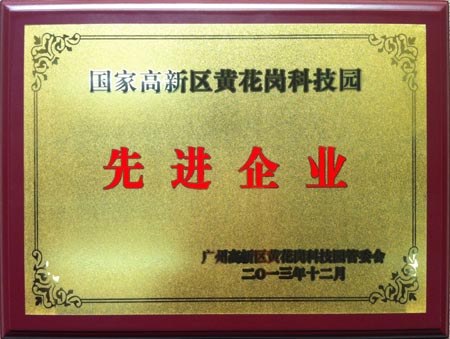 国家高新区黄花岗科技园
先进企业
广州高新区黄花岗科技园管委会
二〇一三年十二月